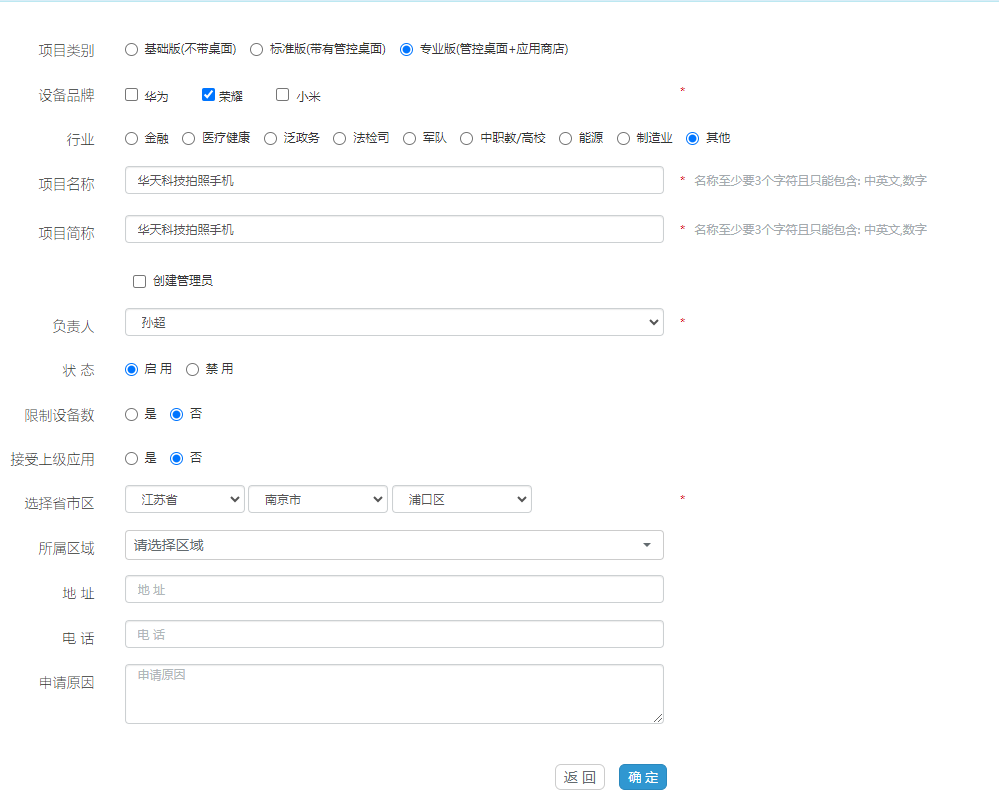 项目类别 基础版(不带桌面) 标准版(带有管控桌面) 专业版(管控桌面+应用商店)
设备品牌 华为 荣耀 小米 *
行业 金融 医疗健康 泛政务 法检司 军队 中职教/高校 能源 制造业 其他
项目名称 华天科技拍照手机 * 名称至少要3个字符且只能包含: 中英文,数字
项目简称 华天科技拍照手机 * 名称至少要3个字符且只能包含: 中英文,数字
创建管理员
负责人 孙超 *
状 态 启 用 禁 用
限制设备数 是 否
接受上级应用 是 否
选择省市区 江苏省 南京市 浦口区 *
所属区域 请选择区域
地 址 地 址
电 话 电 话
申请原因 申请原因
返 回 确 定